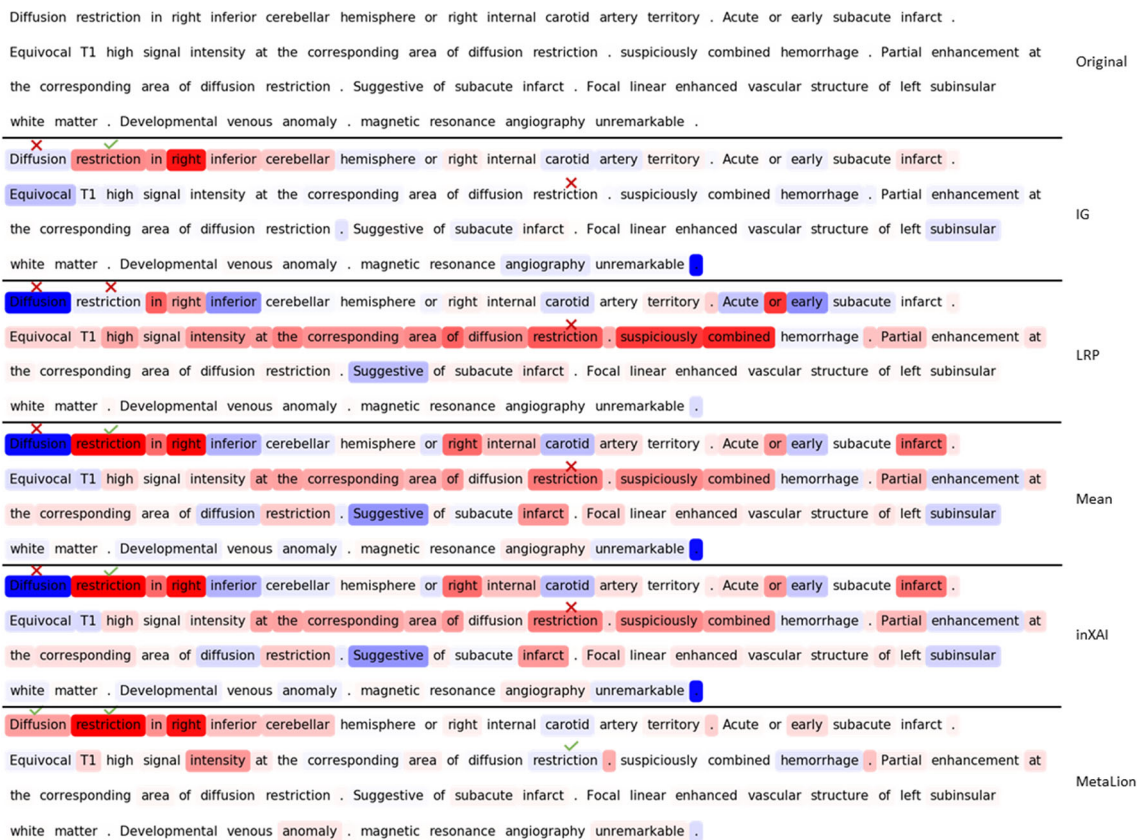 Diffusion restriction in right inferior cerebellar hemisphere or right internal carotid artery territory . Acute or early subacute infarct .
Equivocal T1 high signal intensity at the corresponding area of diffusion restriction . suspiciously combined hemorrhage . Partial enhancement at
Original
the corresponding area of diffusion restriction . Suggestive of subacute infarct . Focal linear enhanced vascular structure of left subinsular
white matter . Developmental venous anomaly . magnetic resonance angiography unremarkable .
Diffusion restriction in right inferior cerebellar hemisphere or right internal carotid artery territory . Acute or early subacute infarct .
Equivocal T1 high signal intensity at the corresponding area of diffusion restriction . suspiciously combined hemorrhage . Partial enhancement at
IG
the corresponding area of diffusion restriction . Suggestive of subacute infarct . Focal linear enhanced vascular structure of left subinsular
white matter . Developmental venous anomaly . magnetic resonance angiography unremarkable .
Diffusion restriction in right inferior cerebellar hemisphere or right internal carotid artery territory . Acute or early subacute infarct .
Equivocal T1 high signal intensity at the corresponding area of diffusion restriction . suspiciously combined hemorrhage . Partial enhancement at
LRP
the corresponding area of diffusion restriction . Suggestive of subacute infarct . Focal linear enhanced vascular structure of left subinsular
white matter . Developmental venous anomaly . magnetic resonance angiography unremarkable .
Diffusion restriction in right inferior cerebellar hemisphere or right internal carotid artery territory . Acute or early subacute infarct .
Equivocal T1 high signal intensity at the corresponding area of diffusion restriction . suspiciously combined hemorrhage . Partial enhancement at
Mean
the corresponding area of diffusion restriction . Suggestive of subacute infarct . Focal linear enhanced vascular structure of left subinsular
white matter . Developmental venous anomaly . magnetic resonance angiography unremarkable .
Diffusion restriction in right inferior cerebellar hemisphere or right internal carotid artery territory . Acute or early subacute infarct .
Equivocal T1 high signal intensity at the corresponding area of diffusion restriction . suspiciously combined hemorrhage . Partial enhancement at
inXAI
the corresponding area of diffusion restriction . Suggestive of subacute infarct . Focal linear enhanced vascular structure of left subinsular
white matter . Developmental venous anomaly . magnetic resonance angiography unremarkable .
Diffusion restriction in right inferior cerebellar hemisphere or right internal carotid artery territory . Acute or early subacute infarct .
Equivocal T1 high signal intensity at the corresponding area of diffusion restriction . suspiciously combined hemorrhage . Partial enhancement at
MetaLion
the corresponding area of diffusion restriction . Suggestive of subacute infarct . Focal linear enhanced vascular structure of left subinsular
white matter . Developmental venous anomaly . magnetic resonance angiography unremarkable .